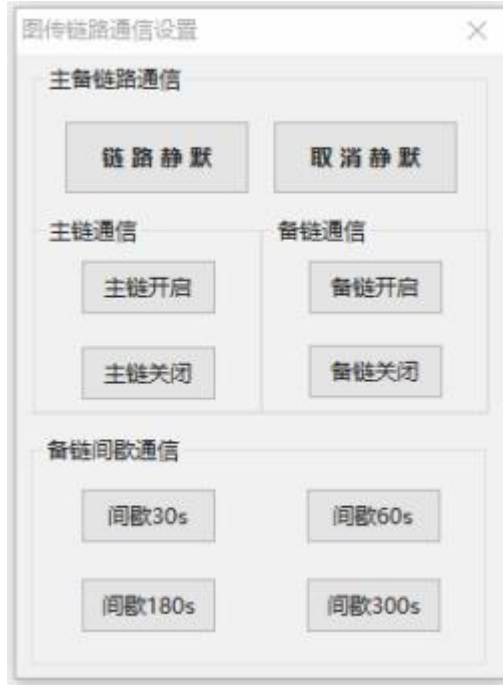 图传链路通信设置
主备链路通信
链路静默 取消静默
主链通信 备链通信
主链开启 备链开启
主链关闭 备链关闭
备链间歇通信
间歇30s 间歇60s
间歇180s 间歇300s